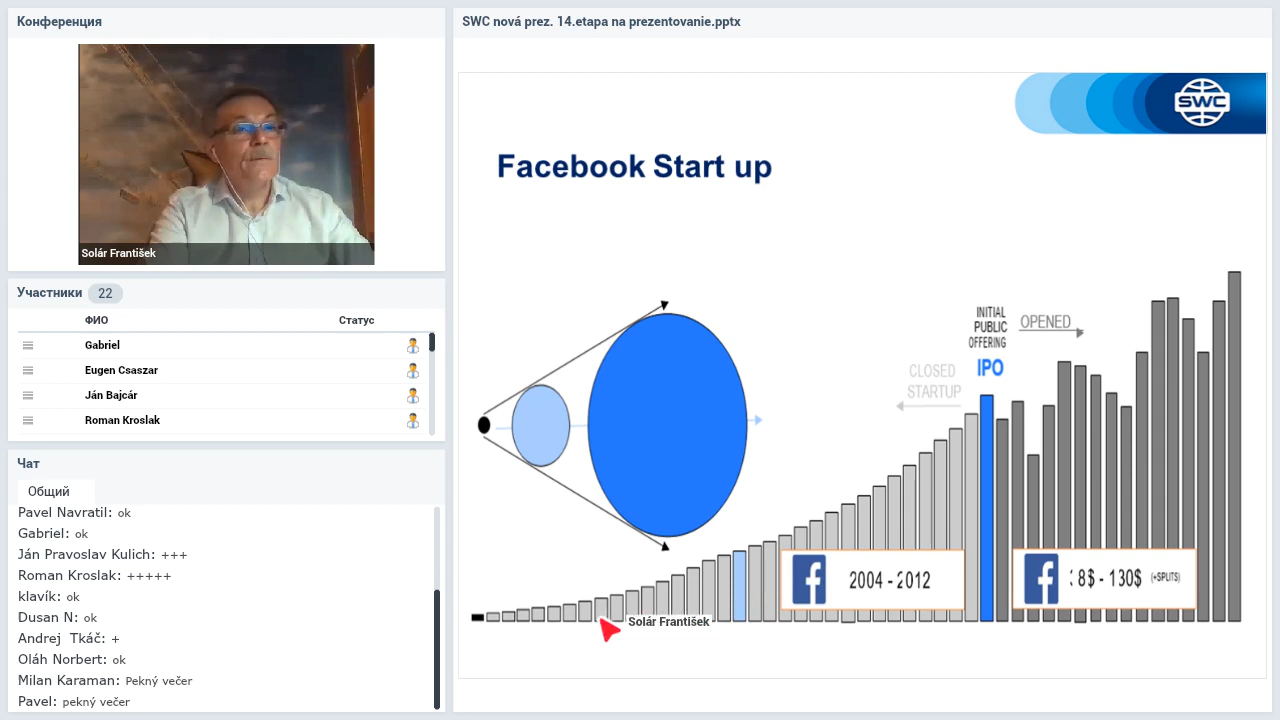 Конференция
Solár František
Участники 22
ФИО Статус
Gabriel
Eugen Csaszar
Ján Bajcár
Roman Kroslak
Чат
Общий
Pavel Navratil: ok
Gabriel: ok
Ján Pravoslav Kulich: +++
Roman Kroslak: +++++
klavík: ok
Dusan N: ok
Andrej Tkáč: +
Oláh Norbert: ok
Milan Karaman: Pekný večer
Pavel: pekný večer
SWC nová prez. 14.etapa na prezentovanie.pptx
SWC
Facebook Start up
INITIAL
PUBLIC
OFFERING
IPO
OPENED
CLOSED
STARTUP
2004 - 2012
8$ - 130$ (+SPLITS)
Solár František